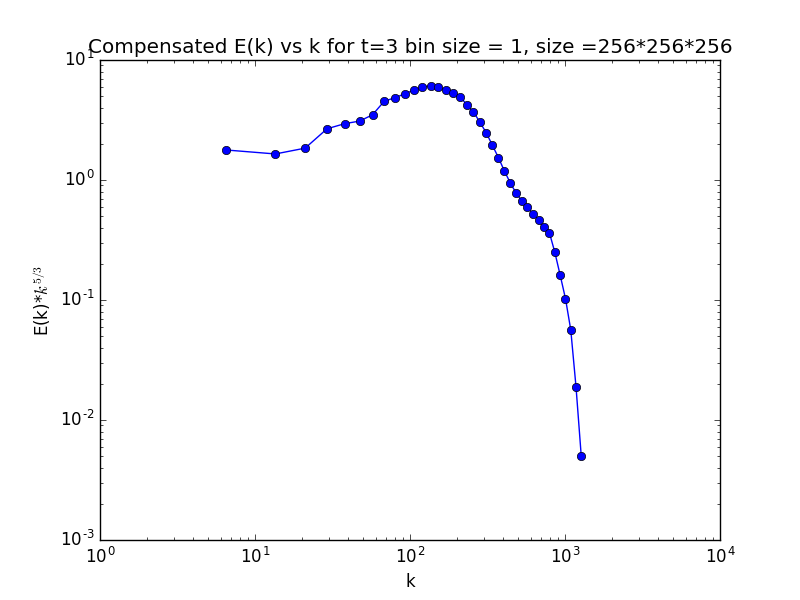 Compensated E(k) vs k for t=3 bin size = 1, size =256*256*256
10^1
10^0
10^-1
10^-2
10^-3
E(k)*k^5/3
10^0 10^1 10^2 10^3 10^4
k